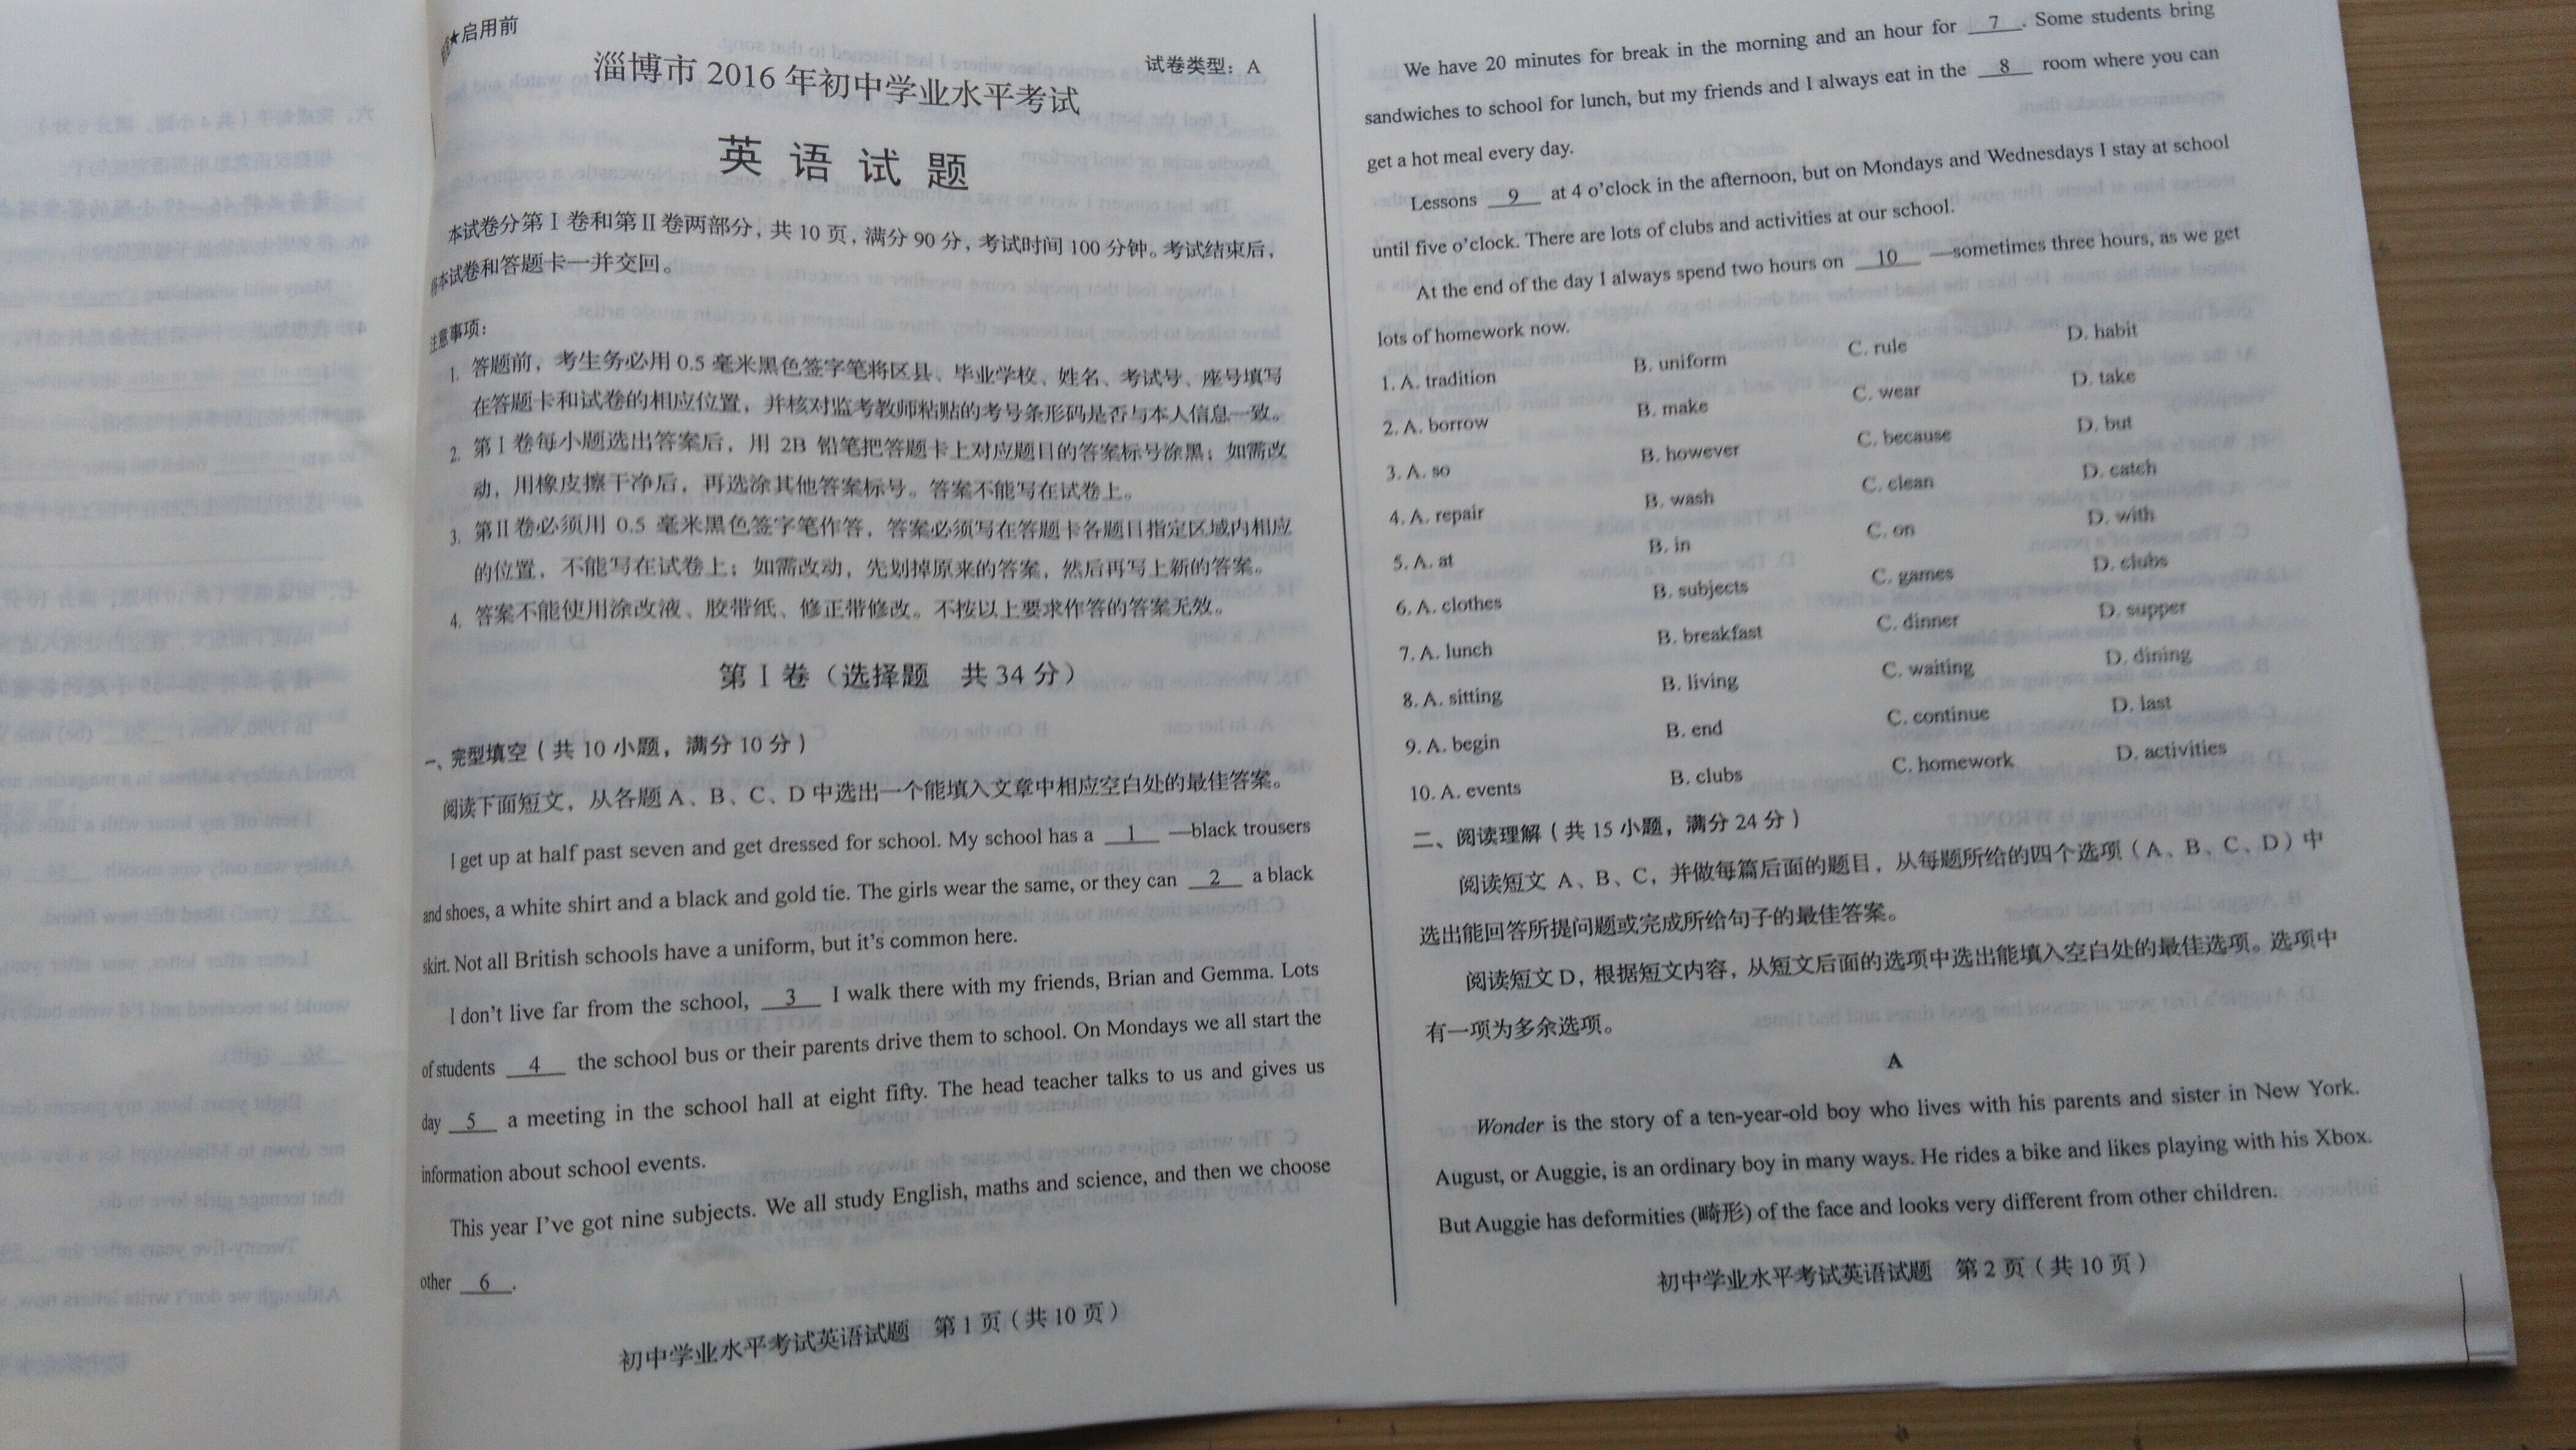 ★启用前
试卷类型：A
淄博市 2016 年初中学业水平考试
英 语 试 题
本试卷分第 Ⅰ 卷和第 Ⅱ 卷两部分，共 10 页，满分 90 分，考试时间 100 分钟。考试结束后，
将本试卷和答题卡一并交回。
注意事项：
1. 答题前，考生务必用 0.5 毫米黑色签字笔将区县、毕业学校、姓名、考试号、座号填写
在答题卡和试卷的相应位置，并核对监考教师粘贴的考号条形码是否与本人信息一致。
2. 第 Ⅰ 卷每小题选出答案后，用 2B 铅笔把答题卡上对应题目的答案标号涂黑；如需改
动，用橡皮擦干净后，再选涂其他答案标号。答案不能写在试卷上。
3. 第 Ⅱ 卷必须用 0.5 毫米黑色签字笔作答，答案必须写在答题卡各题目指定区域内相应
的位置，不能写在试卷上；如需改动，先划掉原来的答案，然后再写上新的答案。
4. 答案不能使用涂改液、胶带纸、修正带修改。不按以上要求作答的答案无效。
第 Ⅰ 卷（选择题 共 34 分）
一、完型填空（共 10 小题，满分 10 分）
阅读下面短文，从各题 A、B、C、D 中选出一个能填入文章中相应空白处的最佳答案。
I get up at half past seven and get dressed for school. My school has a 1 —black trousers
and shoes, a white shirt and a black and gold tie. The girls wear the same, or they can 2 a black
skirt. Not all British schools have a uniform, but it's common here.
I don't live far from the school, 3 I walk there with my friends, Brian and Gemma. Lots
of students 4 the school bus or their parents drive them to school. On Mondays we all start the
day 5 a meeting in the school hall at eight fifty. The head teacher talks to us and gives us
information about school events.
This year I've got nine subjects. We all study English, maths and science, and then we choose
other 6 .
初中学业水平考试英语试题 第 1 页（共 10 页）
We have 20 minutes for break in the morning and an hour for 7 . Some students bring
sandwiches to school for lunch, but my friends and I always eat in the 8 room where you can
get a hot meal every day.
Lessons 9 at 4 o'clock in the afternoon, but on Mondays and Wednesdays I stay at school
until five o'clock. There are lots of clubs and activities at our school.
At the end of the day I always spend two hours on 10 —sometimes three hours, as we get
lots of homework now.
1. A. tradition B. uniform C. rule D. habit
2. A. borrow B. make C. wear D. take
3. A. so B. however C. because D. but
4. A. repair B. wash C. clean D. catch
5. A. at B. in C. on D. with
6. A. clothes B. subjects C. games D. clubs
7. A. lunch B. breakfast C. dinner D. supper
8. A. sitting B. living C. waiting D. dining
9. A. begin B. end C. continue D. last
10. A. events B. clubs C. homework D. activities
二、阅读理解（共 15 小题，满分 24 分）
阅读短文 A、B、C，并做每篇后面的题目，从每题所给的四个选项（A、B、C、D）中
选出能回答所提问题或完成所给句子的最佳答案。
阅读短文 D，根据短文内容，从短文后面的选项中选出能填入空白处的最佳选项。选项中
有一项为多余选项。
A
Wonder is the story of a ten-year-old boy who lives with his parents and sister in New York.
August, or Auggie, is an ordinary boy in many ways. He rides a bike and likes playing with his Xbox.
But Auggie has deformities (畸形) of the face and looks very different from other children.
初中学业水平考试英语试题 第 2 页（共 10 页）